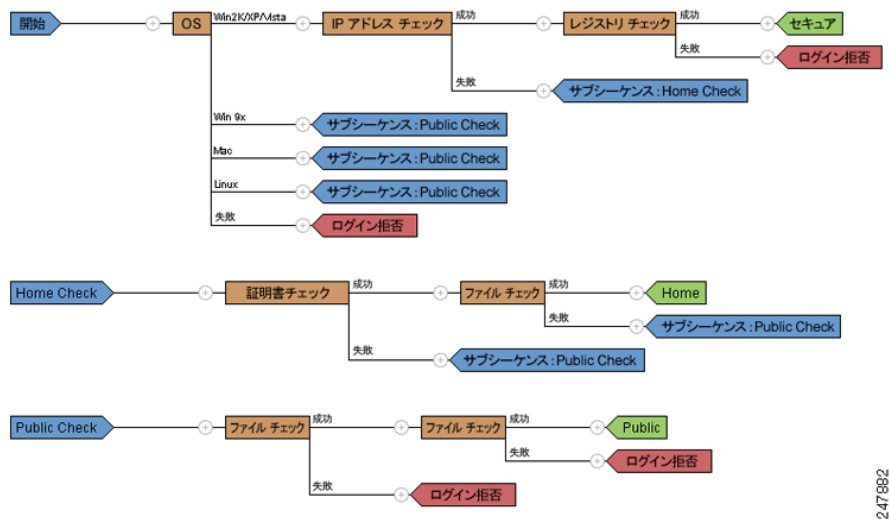 開始
OS
Win2K/XP/Vista
IP アドレス チェック
成功
レジストリ チェック
成功
セキュア
失敗
ログイン拒否
失敗
サブシーケンス:Home Check
Win 9x
サブシーケンス:Public Check
Mac
サブシーケンス:Public Check
Linux
サブシーケンス:Public Check
失敗
ログイン拒否
Home Check
証明書チェック
成功
ファイル チェック
成功
Home
失敗
サブシーケンス:Public Check
失敗
サブシーケンス:Public Check
Public Check
ファイル チェック
成功
ファイル チェック
成功
Public
失敗
ログイン拒否
失敗
ログイン拒否
247882